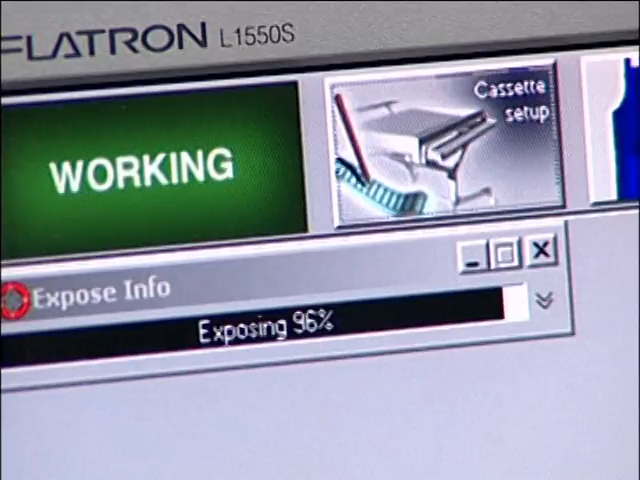 FLATRON L1550S
WORKING
Cassette
setup
Expose Info
Exposing 96%